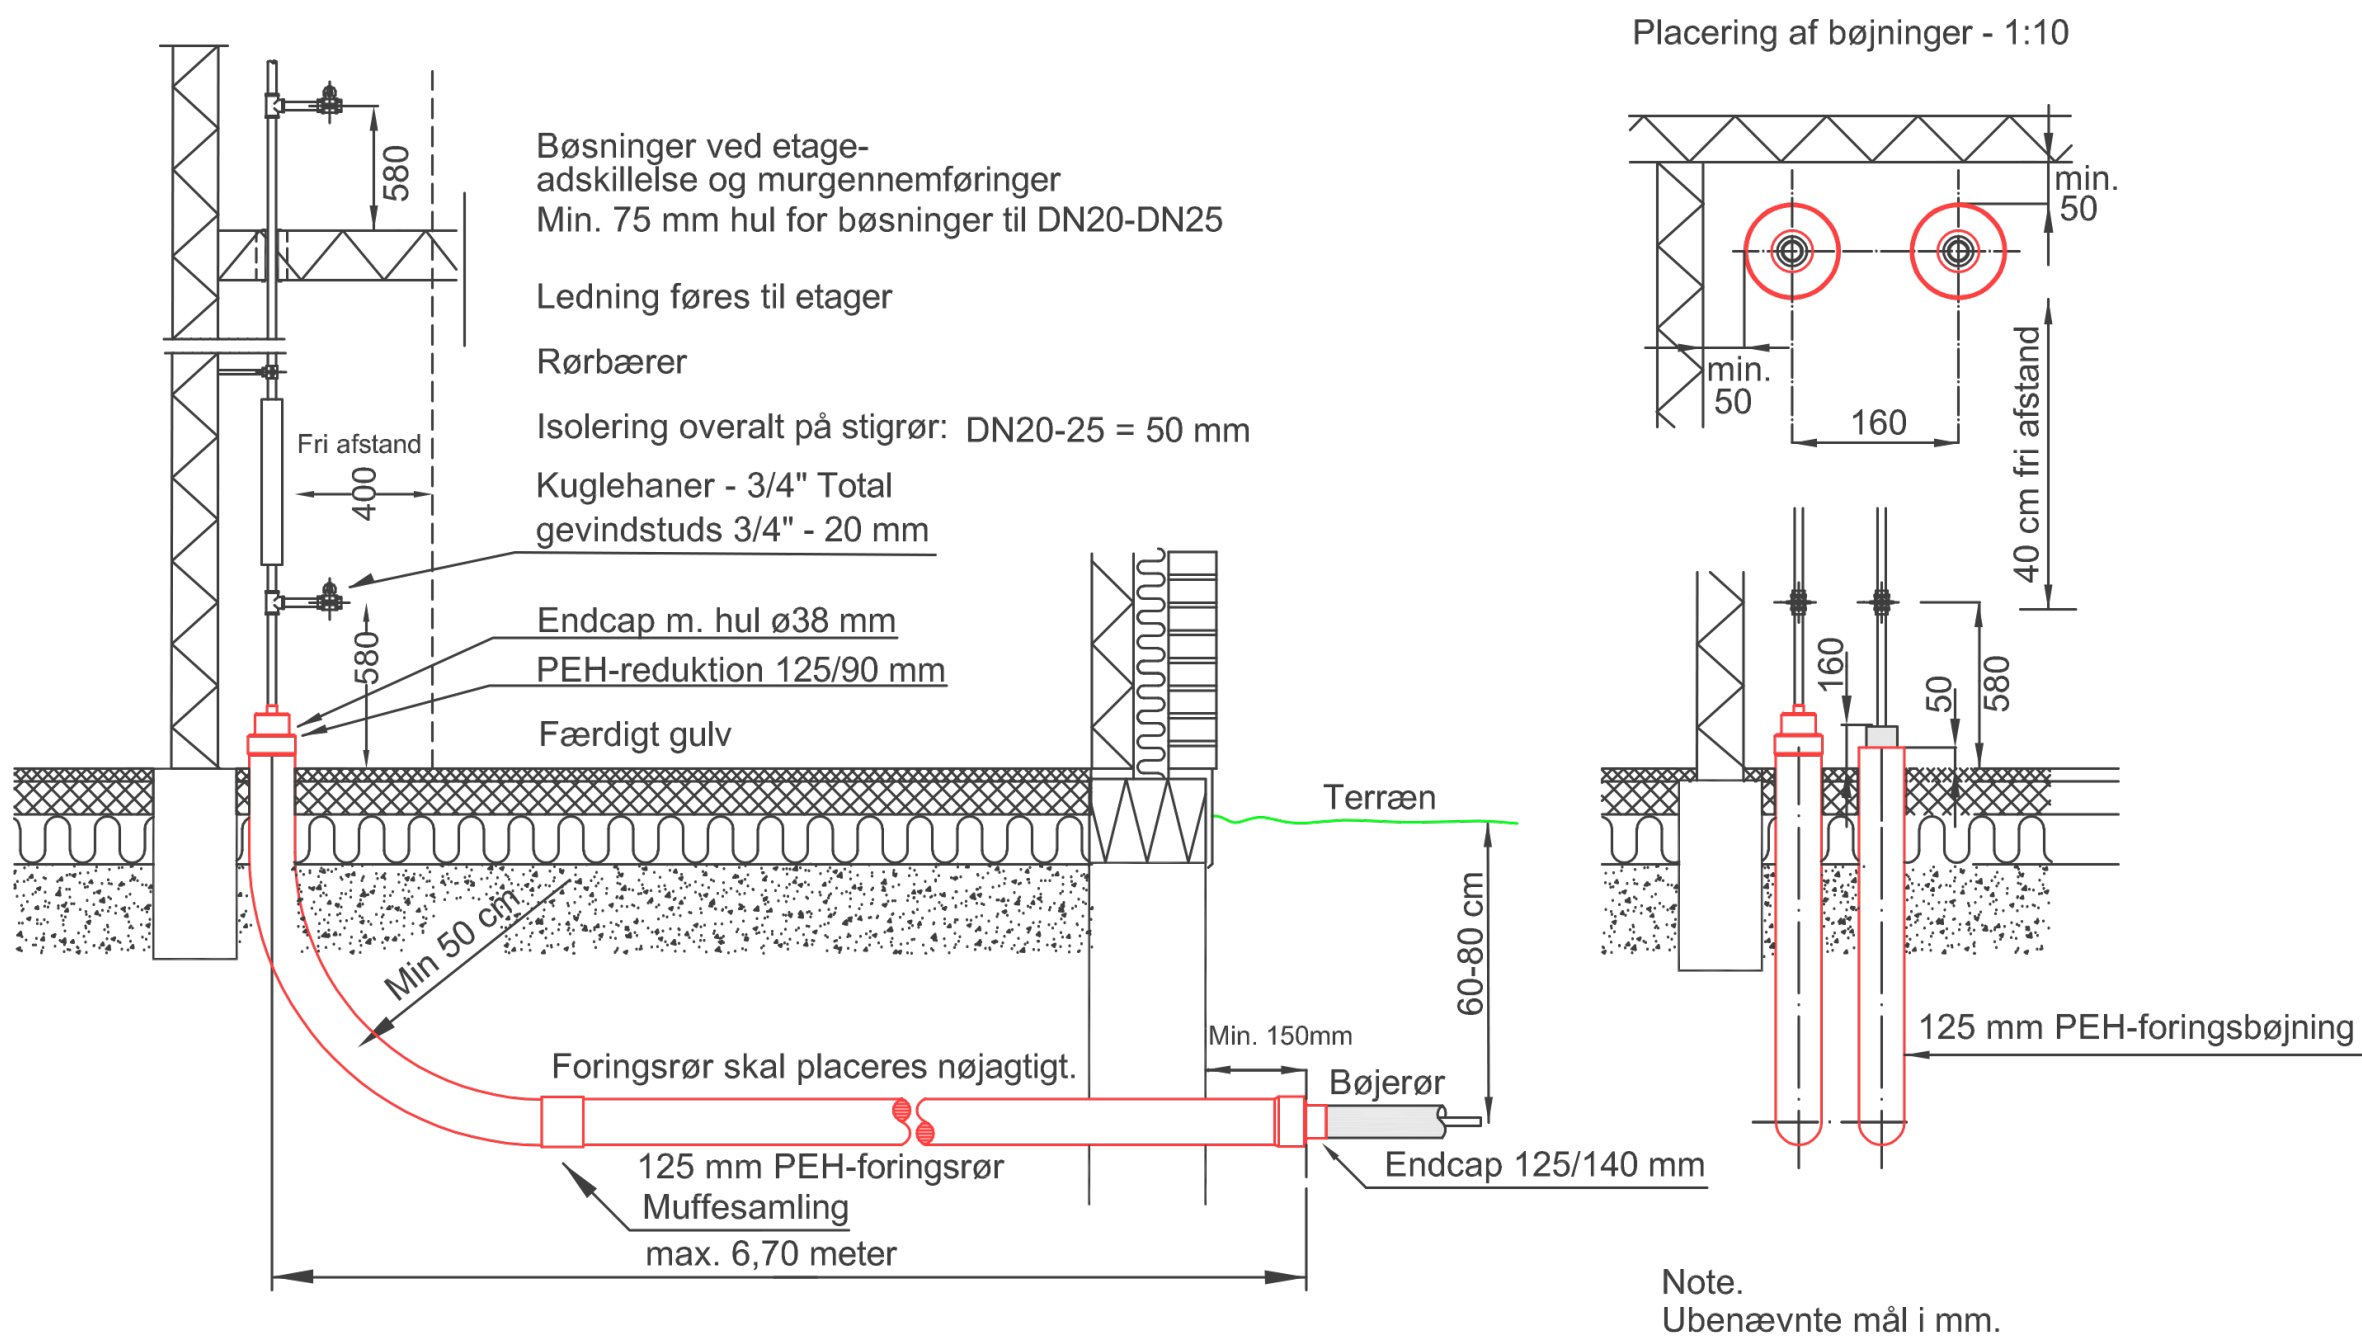 Placering af bøjninger - 1:10
580
Bøsninger ved etage-
adskillelse og murgennemføringer
Min. 75 mm hul for bøsninger til DN20-DN25
Ledning føres til etager
Rørbærer
Isolering overalt på stigrør: DN20-25 = 50 mm
Fri afstand
400
Kuglehaner - 3/4" Total
gevindstuds 3/4" - 20 mm
Endcap m. hul ø38 mm
580
PEH-reduktion 125/90 mm
Færdigt gulv
Terræn
Min 50 cm
60-80 cm
Min. 150mm
Foringsrør skal placeres nøjagtigt.
Bøjerør
125 mm PEH-foringsrør
Endcap 125/140 mm
Muffesamling
max. 6,70 meter
min.
50
min.
50
160
40 cm fri afstand
160
50
580
125 mm PEH-foringsbøjning
Note.
Ubenævnte mål i mm.